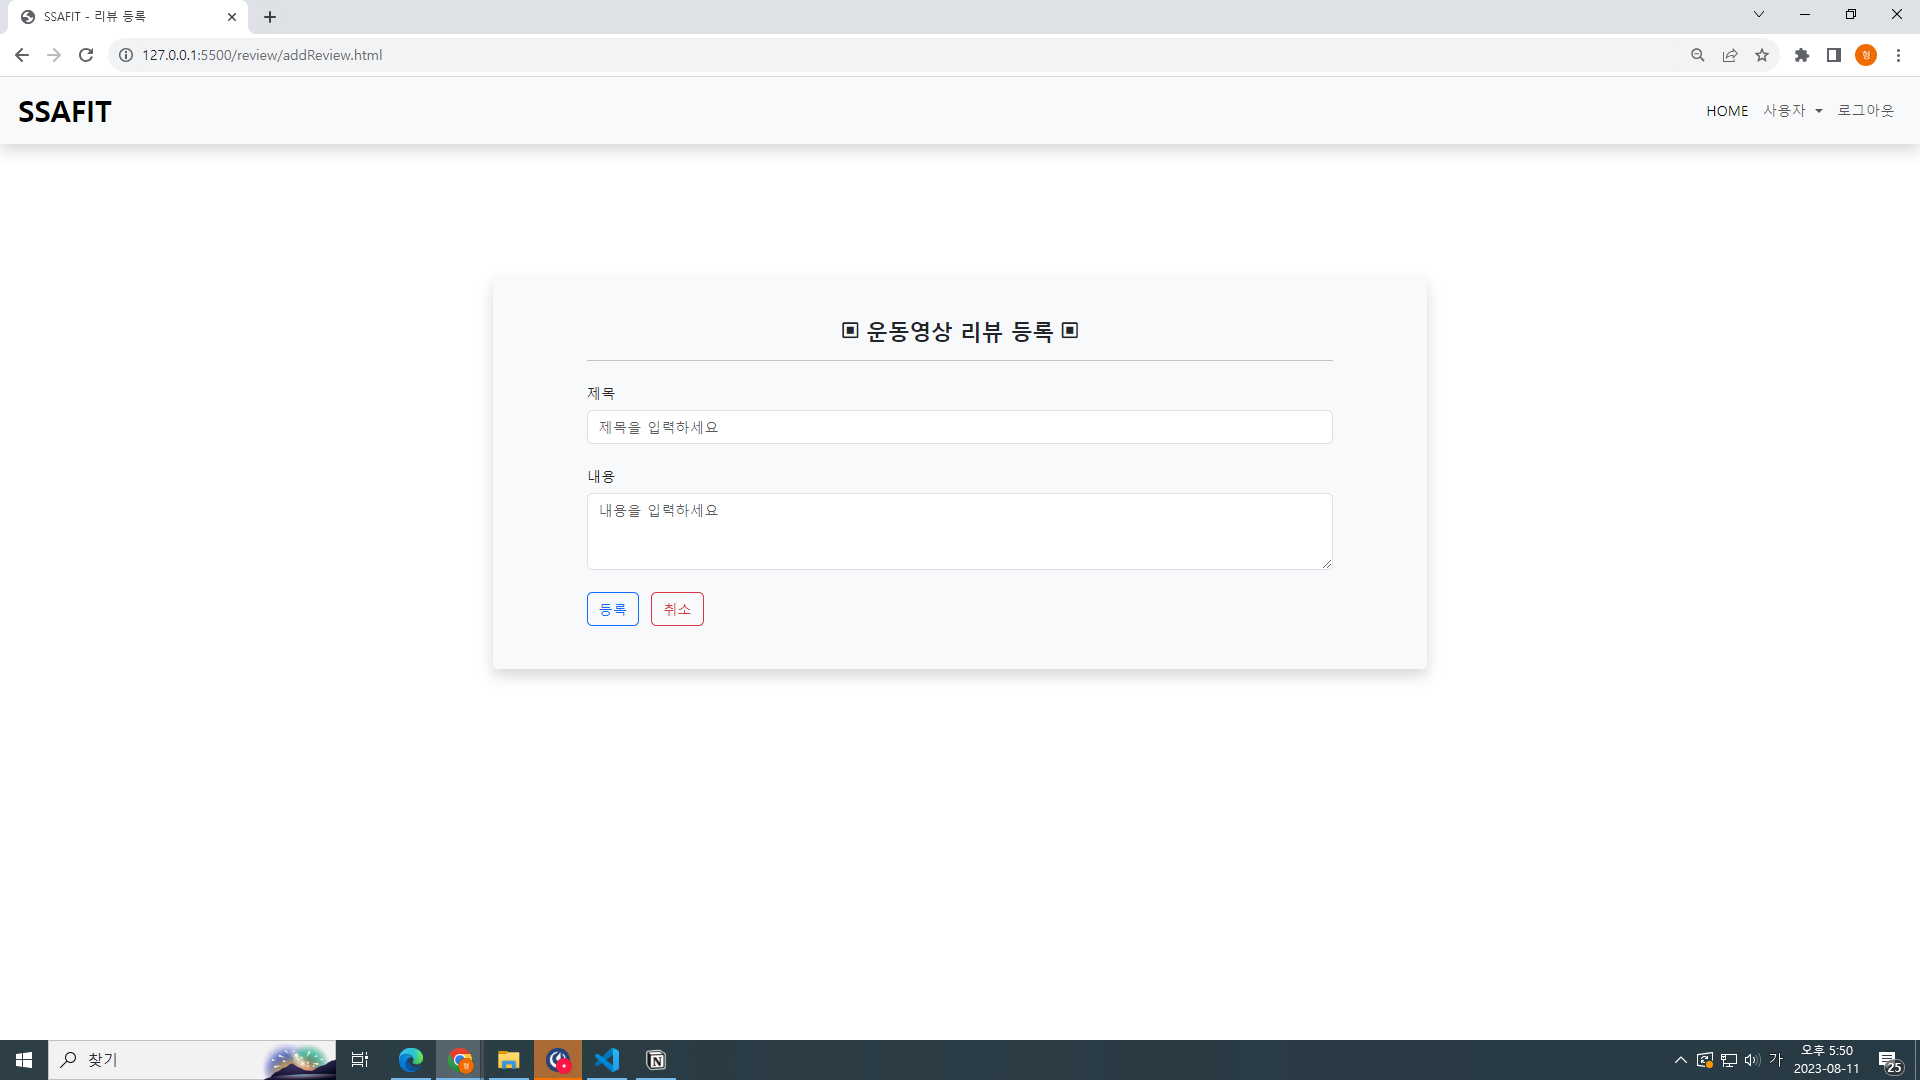 SSAFIT - 리뷰 등록
127.0.0.1:5500/review/addReview.html
형
SSAFIT
HOME 사용자 로그아웃
▣ 운동영상 리뷰 등록 ▣
제목
제목을 입력하세요
내용
내용을 입력하세요
등록 취소
찾기
형
N
가
오후 5:50
2023-08-11
25